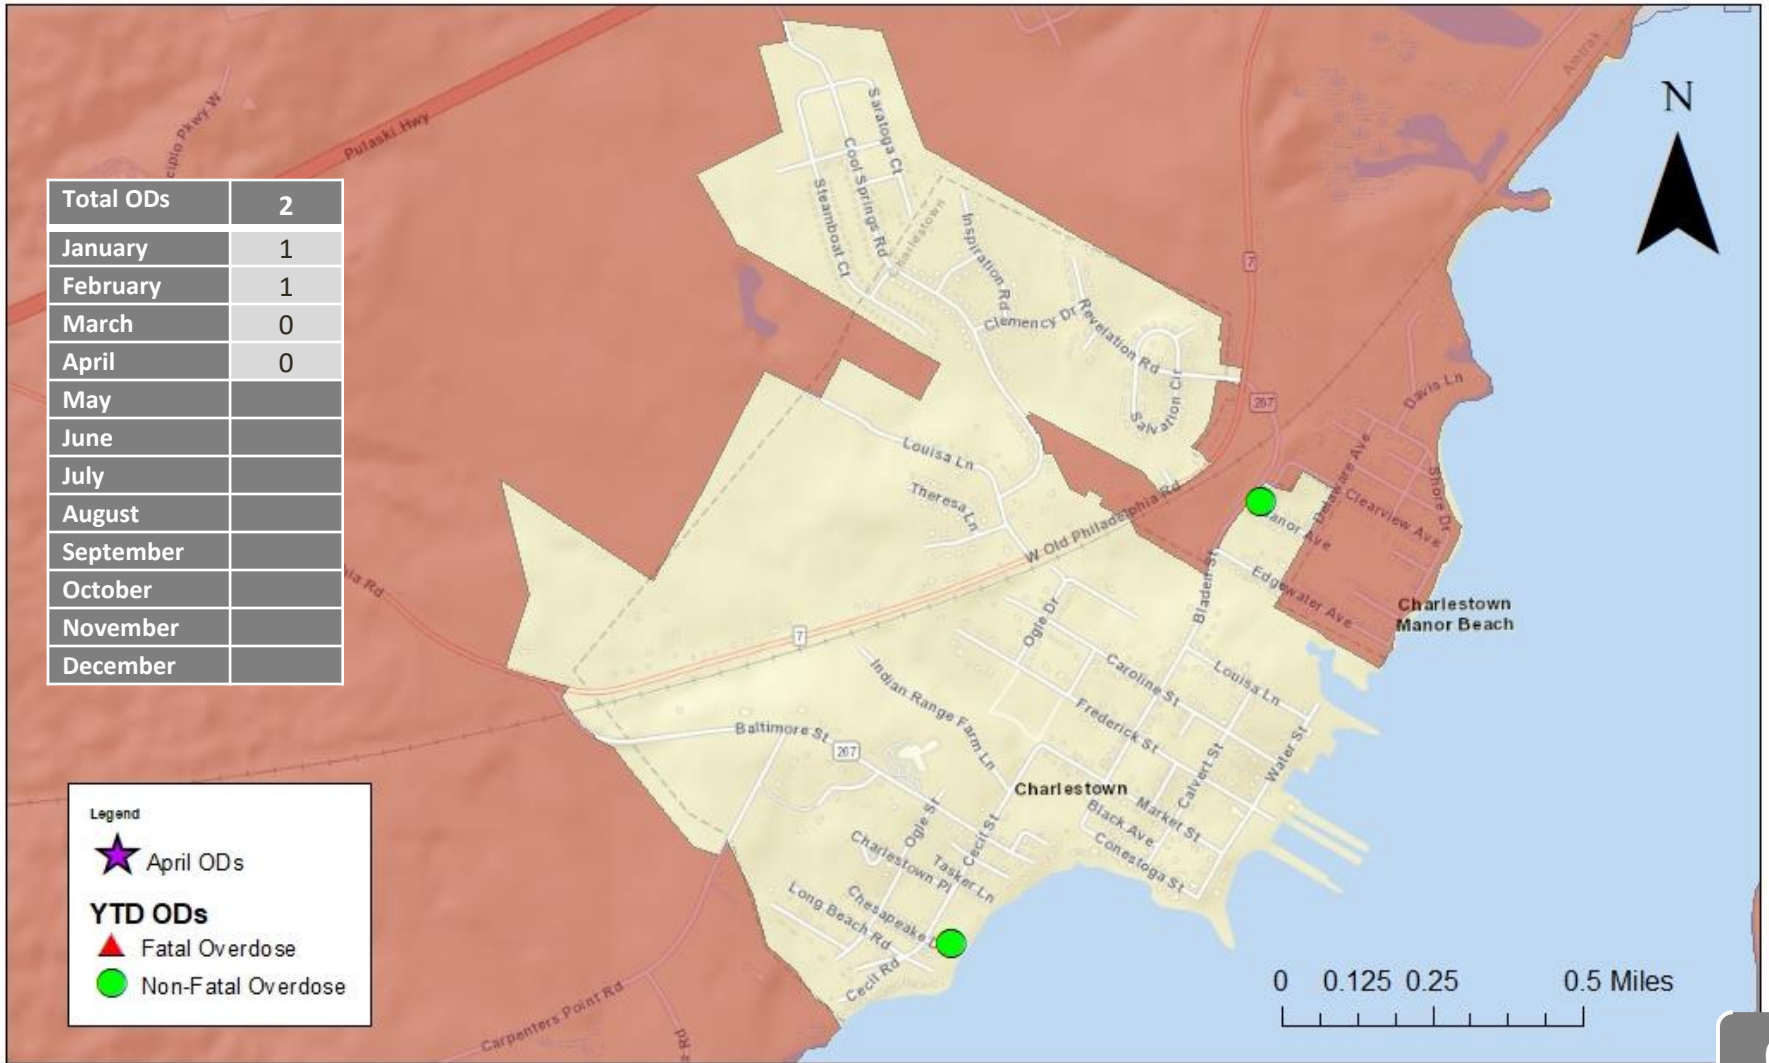 Total ODs 2
January 1
February 1
March 0
April 0
May
June
July
August
September
October
November
December
Legend
April ODs
YTD ODs
Fatal Overdose
Non-Fatal Overdose
N
0 0.125 0.25 0.5 Miles
Pulaski Hwy
Amtrak
Saratoga Ct
Cool Springs Rd
Steamboat Ct
Charlestown
Inspiration Rd
Clemency Dr
Revelation Rd
Salvation Cir
7
267
Davis Ln
Delaware Ave
Shore Dr
Clearview Ave
Edgewater Ave
Charlestown
Manor Beach
Louisa Ln
Theresa Ln
W Old Philadelphia Rd
Bladen St
Ogle Dr
7
Caroline St
Louisa Ln
Frederick St
Indian Range Farm Ln
Baltimore St
267
Water St
Calvert St
Charlestown
Market St
Black Ave
Conestoga St
Ogle St
Cecil St
Charlestown Pl
Tasker Ln
Chesapeake
Long Beach Rd
Cecil Rd
Carpenters Point Rd